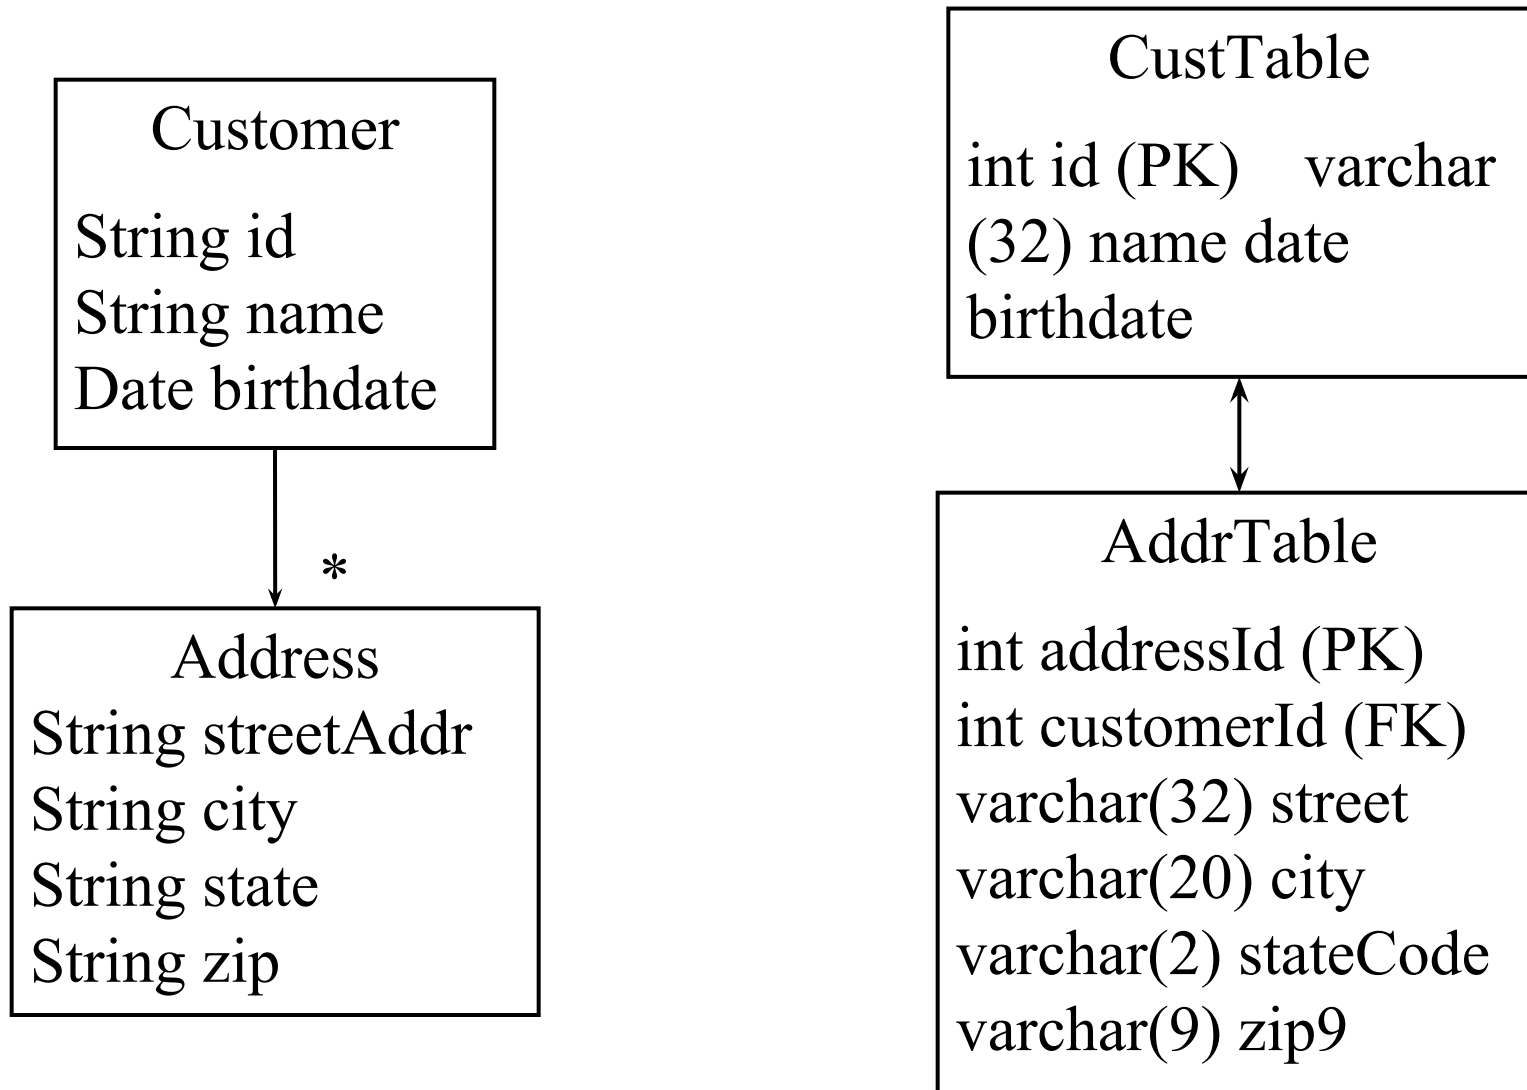 Customer
String id
String name
Date birthdate
*
Address
String streetAddr
String city
String state
String zip
CustTable
int id (PK) varchar
(32) name date
birthdate
AddrTable
int addressId (PK)
int customerId (FK)
varchar(32) street
varchar(20) city
varchar(2) stateCode
varchar(9) zip9